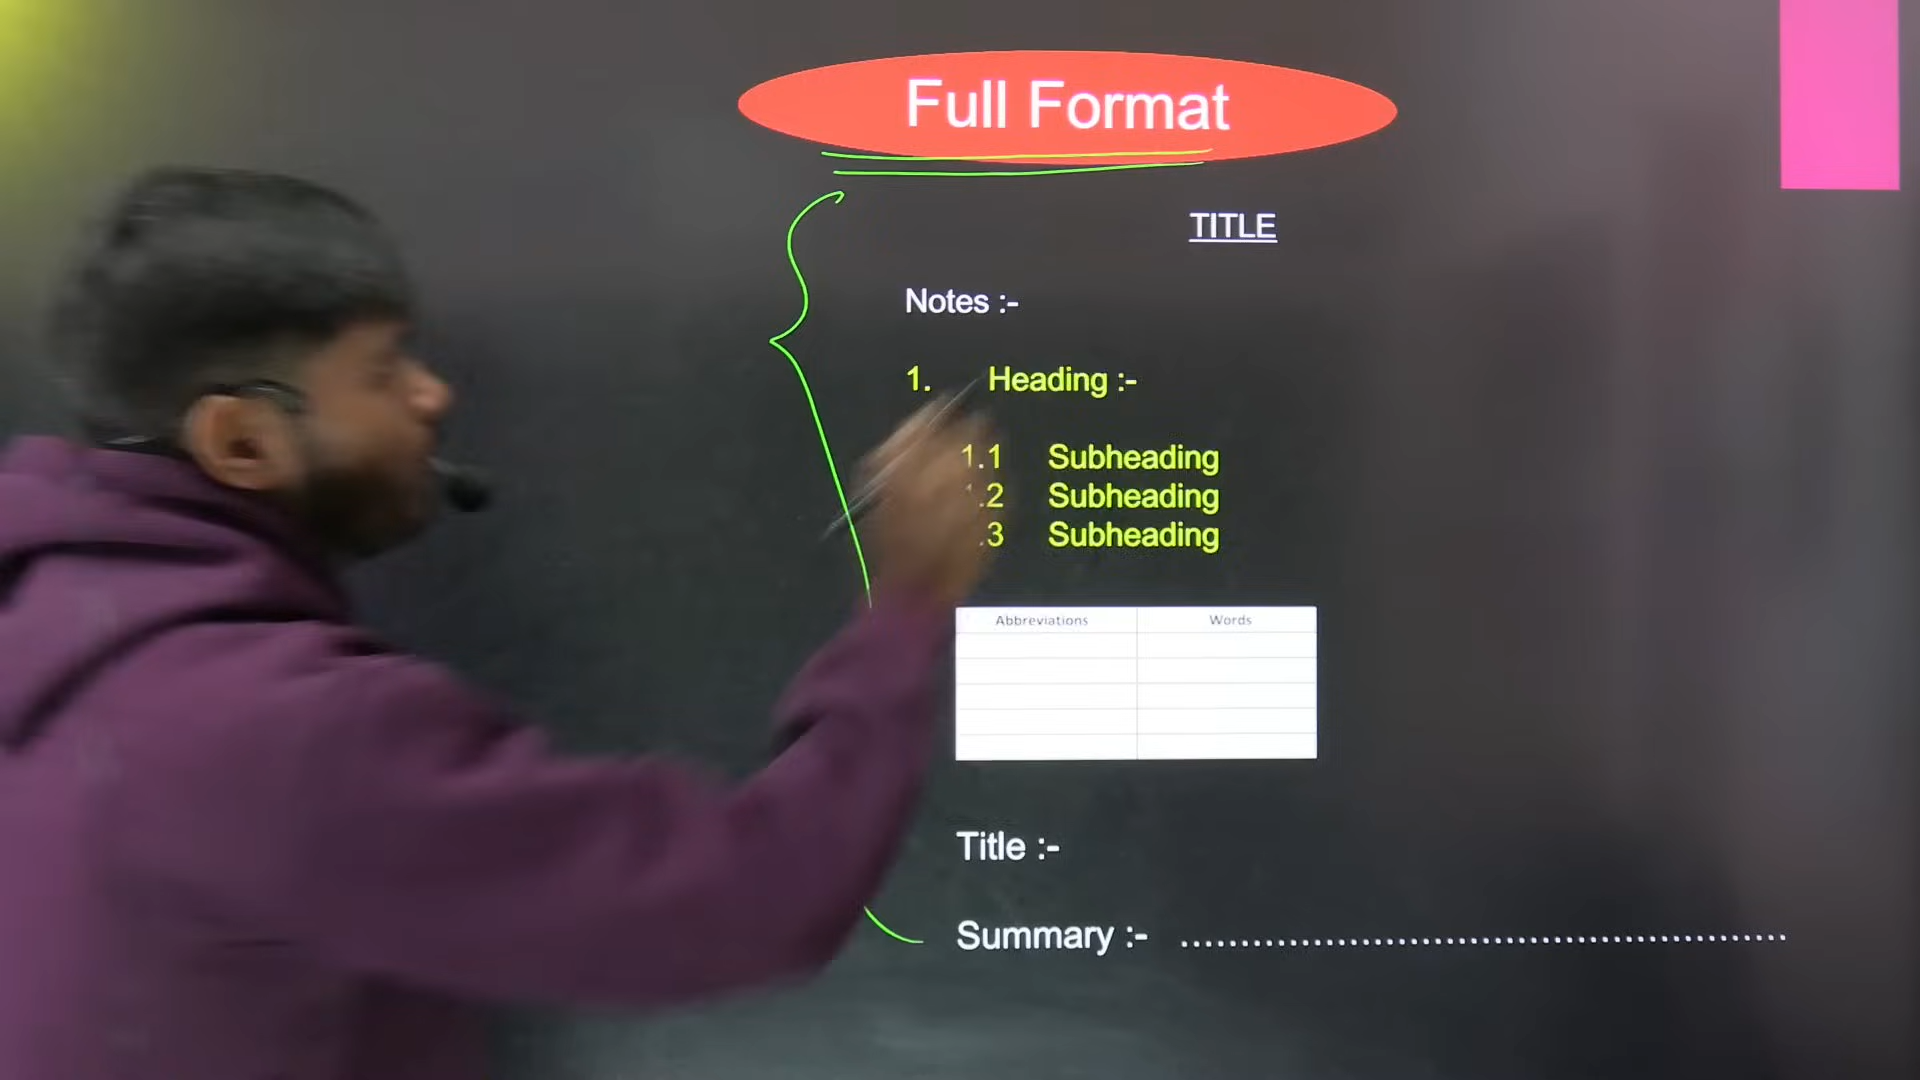 Full Format
TITLE
Notes :-
1. Heading :-
1.1 Subheading
.2 Subheading
.3 Subheading
Abbreviations Words
Title :-
Summary :- ..................................................